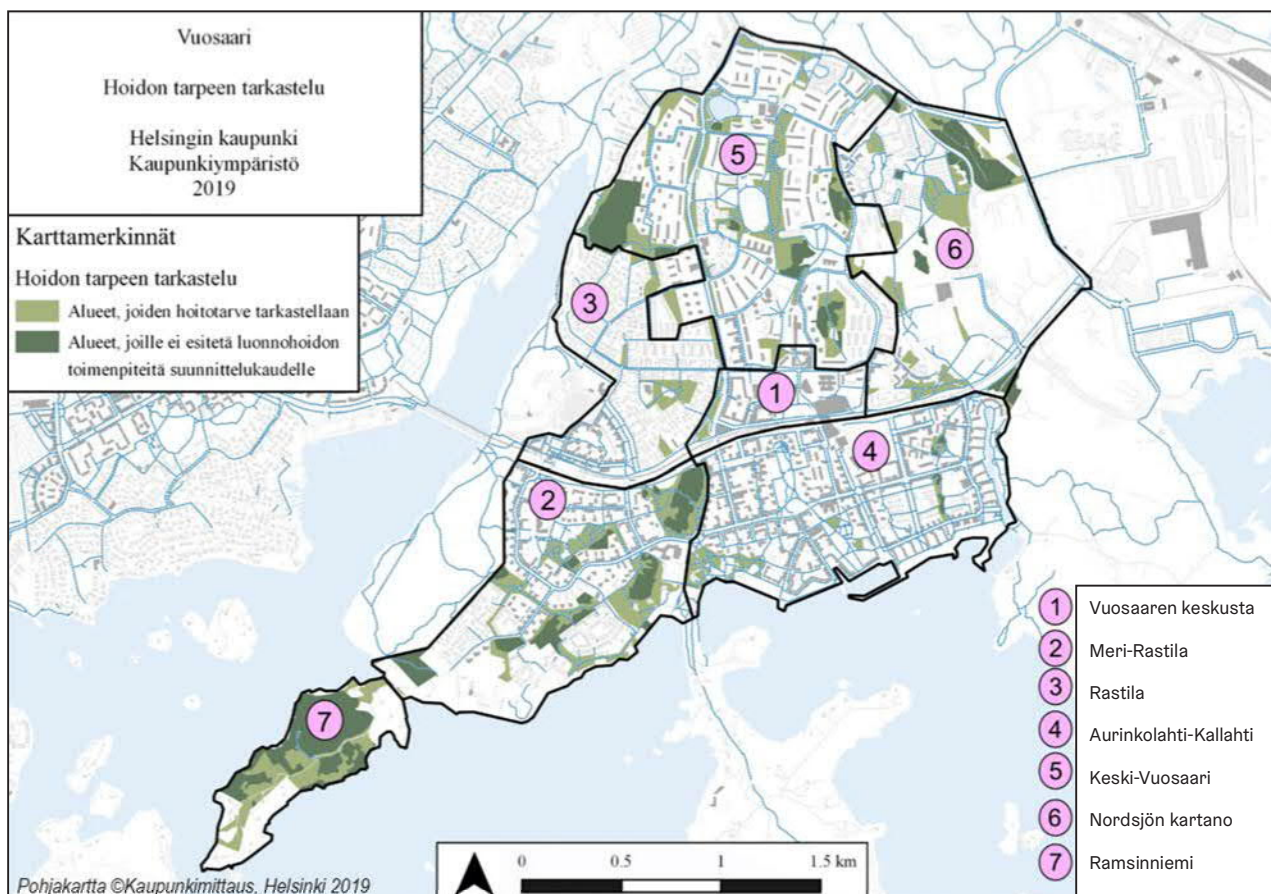 Vuosaari
Hoidon tarpeen tarkastelu
Helsingin kaupunki
Kaupunkiympäristö
2019
Karttamerkinnät
Hoidon tarpeen tarkastelu
Alueet, joiden hoitotarve tarkastellaan
Alueet, joille ei esitetä luonnohoidon
toimenpiteitä suunnittelukaudelle
5
6
3
1
4
2
7
1 Vuosaaren keskusta
2 Meri-Rastila
3 Rastila
4 Aurinkolahti-Kallahti
5 Keski-Vuosaari
6 Nordsjön kartano
7 Ramsinniemi
0 0.5 1 1.5 km
Pohjakartta ©Kaupunkimittaus, Helsinki 2019